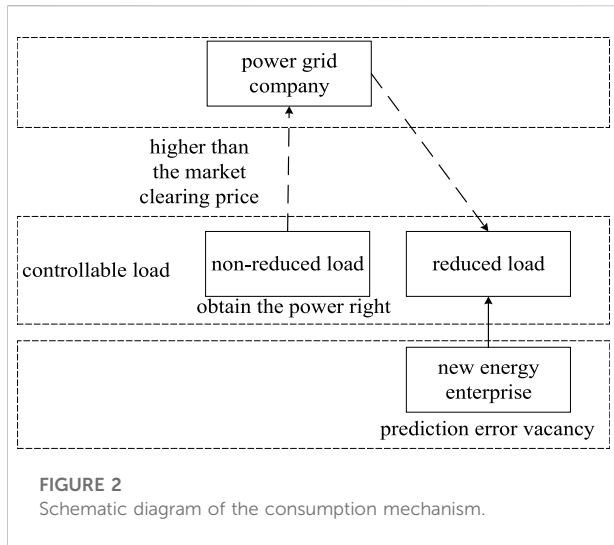 power grid
company
higher than
the market
clearing price
controllable load
non-reduced load
reduced load
obtain the power right
new energy
enterprise
prediction error vacancy
FIGURE 2
Schematic diagram of the consumption mechanism.